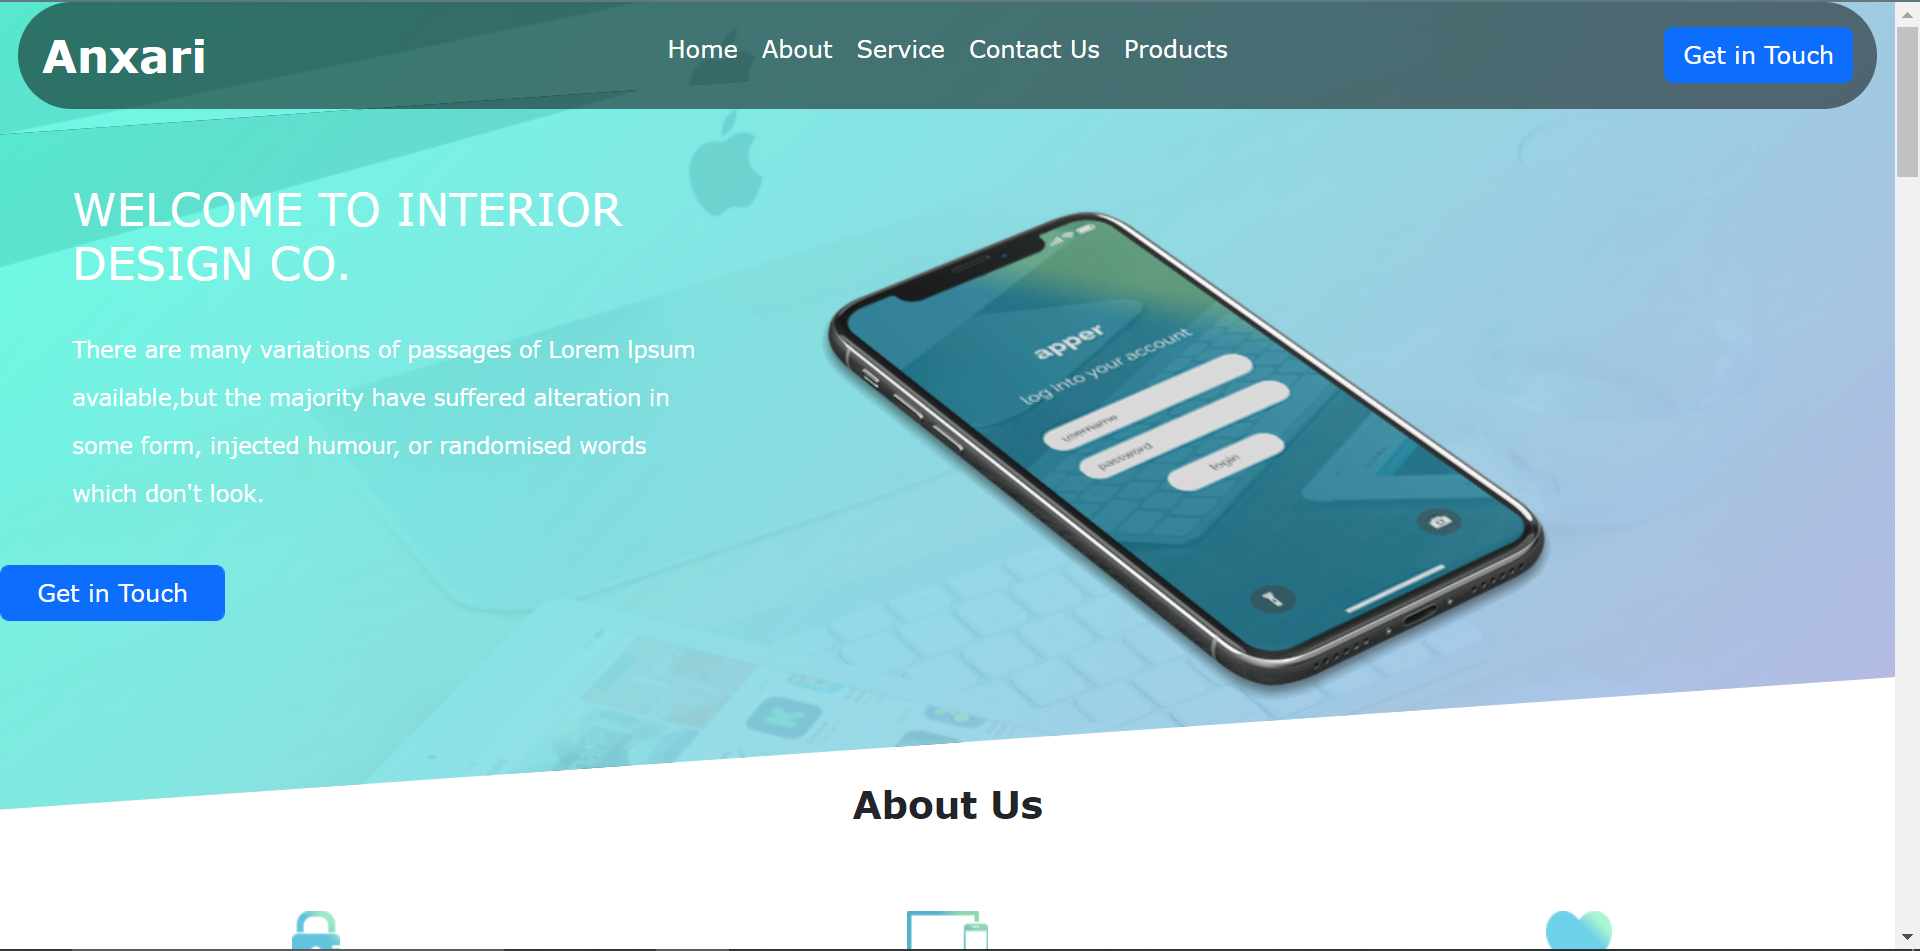 Anxari
Home About Service Contact Us Products
Get in Touch
WELCOME TO INTERIOR
DESIGN CO.
There are many variations of passages of Lorem Ipsum
available,but the majority have suffered alteration in
some form, injected humour, or randomised words
which don't look.
Get in Touch
apper
log into your account
username
password
login
About Us